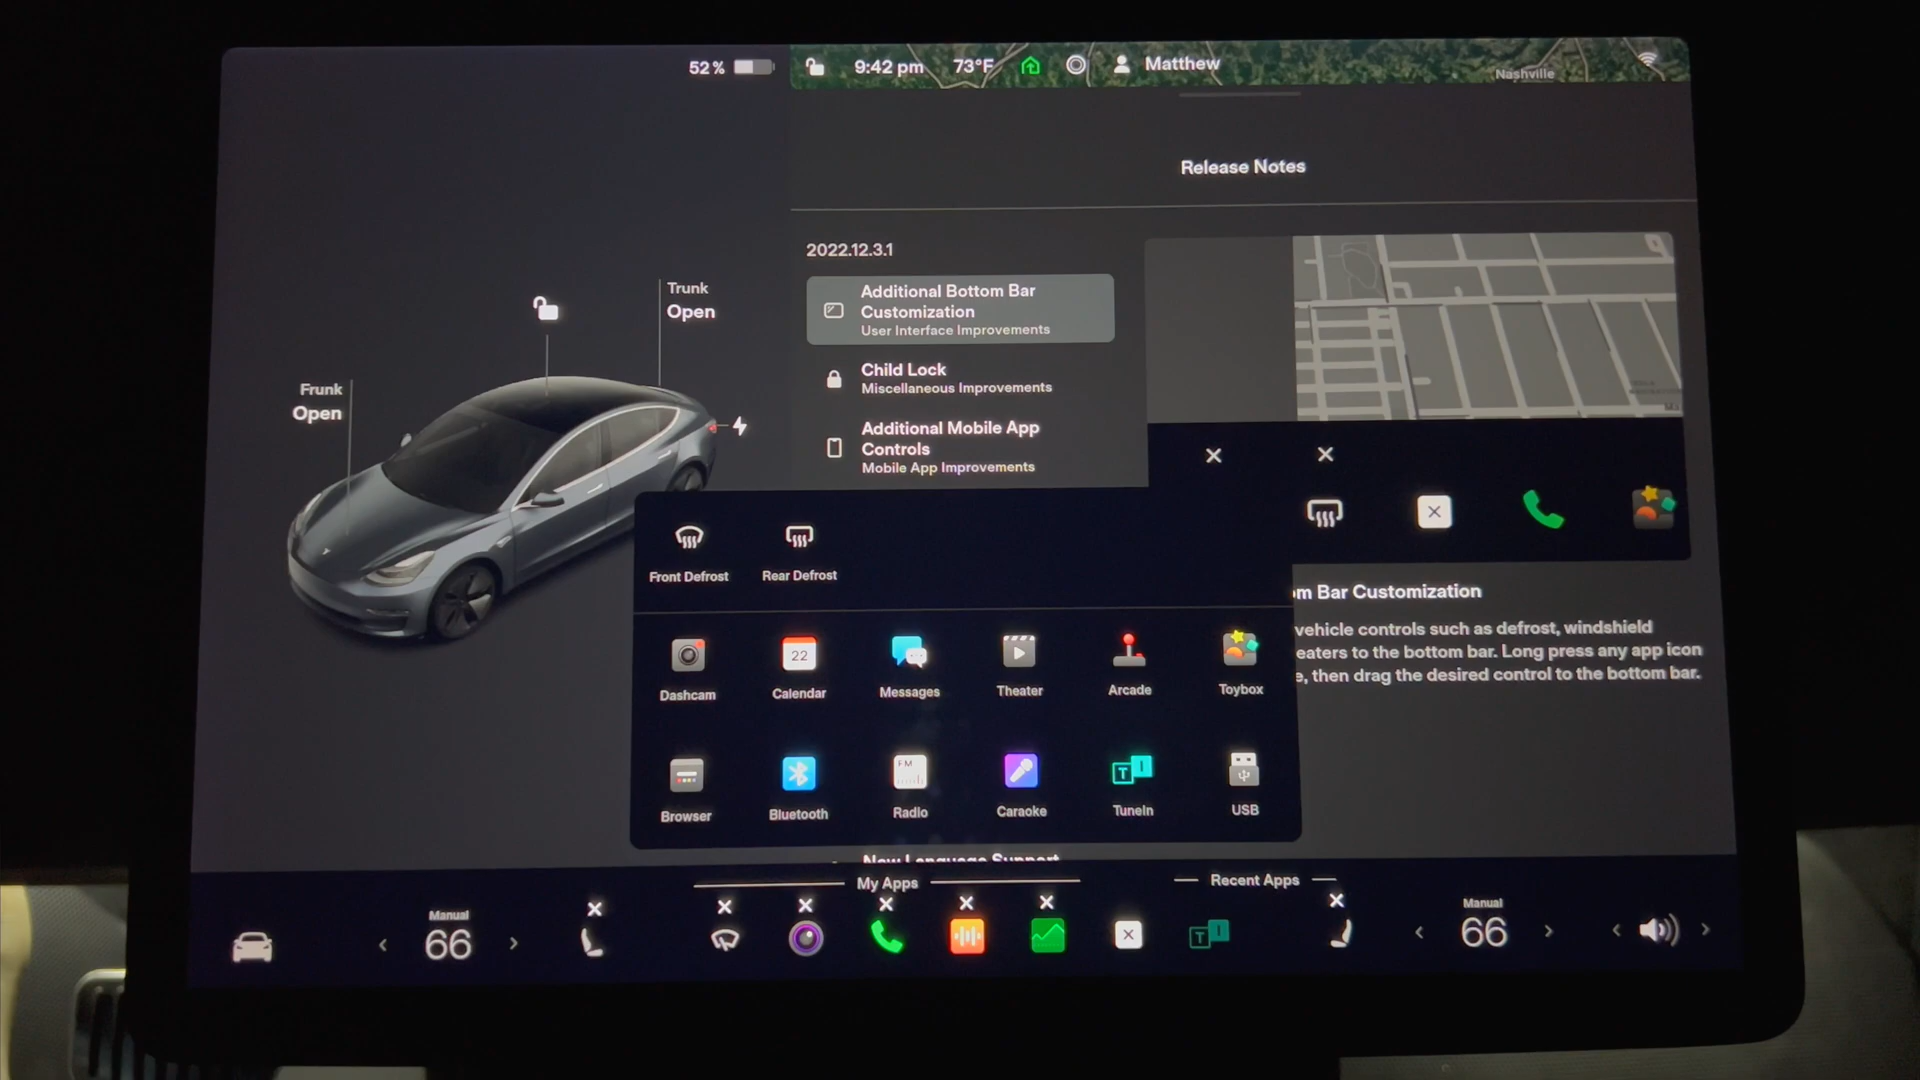 52 %
9:42 pm
73°F
Matthew
Nashville
Release Notes
2022.12.3.1
Additional Bottom Bar
Customization
User Interface Improvements
Child Lock
Miscellaneous Improvements
Additional Mobile App
Controls
Mobile App Improvements
Trunk
Open
Frunk
Open
Front Defrost
Rear Defrost
m Bar Customization
vehicle controls such as defrost, windshield
eaters to the bottom bar. Long press any app icon
e, then drag the desired control to the bottom bar.
Dashcam
22
Calendar
Messages
Theater
Arcade
Toybox
Browser
Bluetooth
FM
Radio
Caraoke
T I
TuneIn
USB
New Language Support
My Apps
Recent Apps
Manual
66
T I
Manual
66